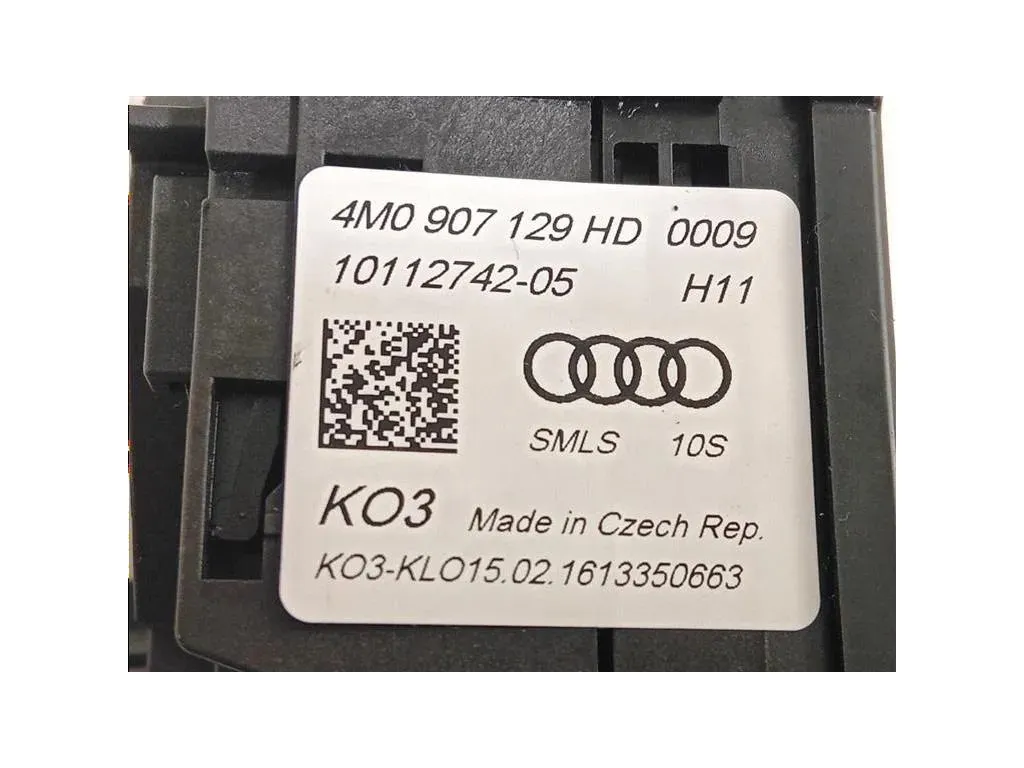 4M0 907 129 HD 0009
10112742-05 H11
SMLS 10S
KO3 Made in Czech Rep.
KO3-KLO15.02.1613350663